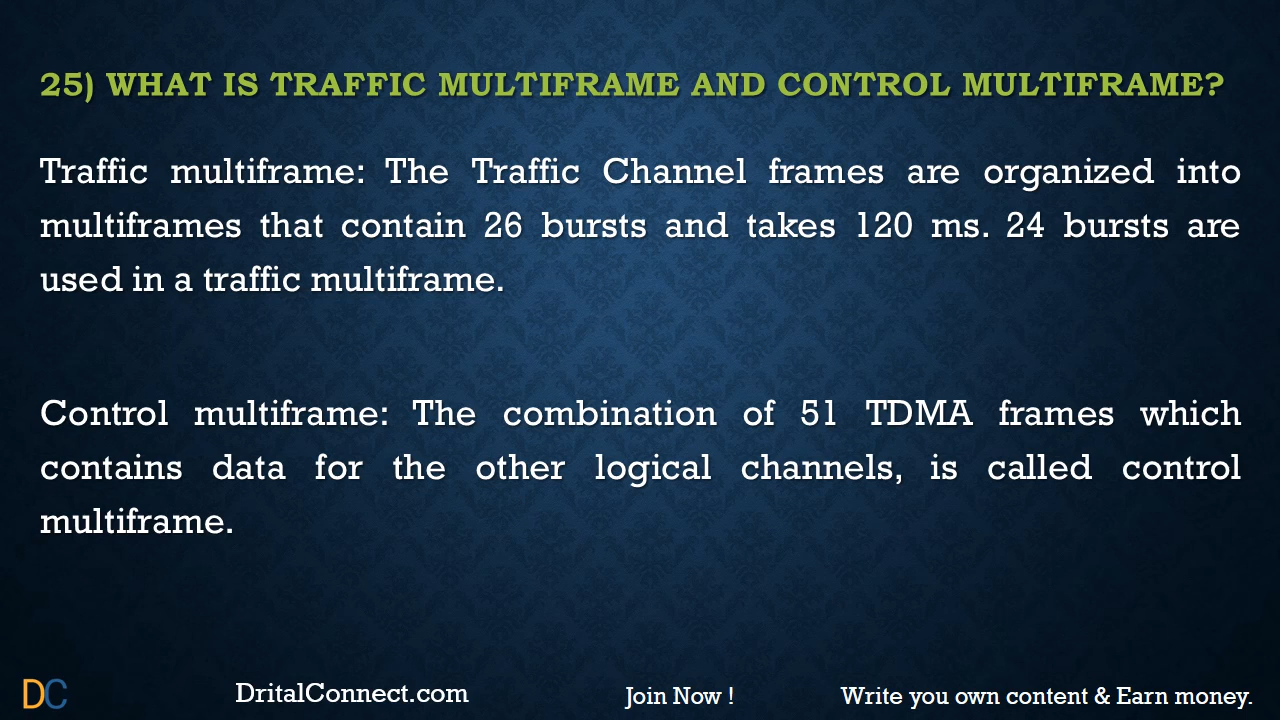 25) WHAT IS TRAFFIC MULTIFRAME AND CONTROL MULTIFRAME?
Traffic multiframe: The Traffic Channel frames are organized into
multiframes that contain 26 bursts and takes 120 ms. 24 bursts are
used in a traffic multiframe.
Control multiframe: The combination of 51 TDMA frames which
contains data for the other logical channels, is called control
multiframe.
DC DritalConnect.com Join Now ! Write you own content & Earn money.